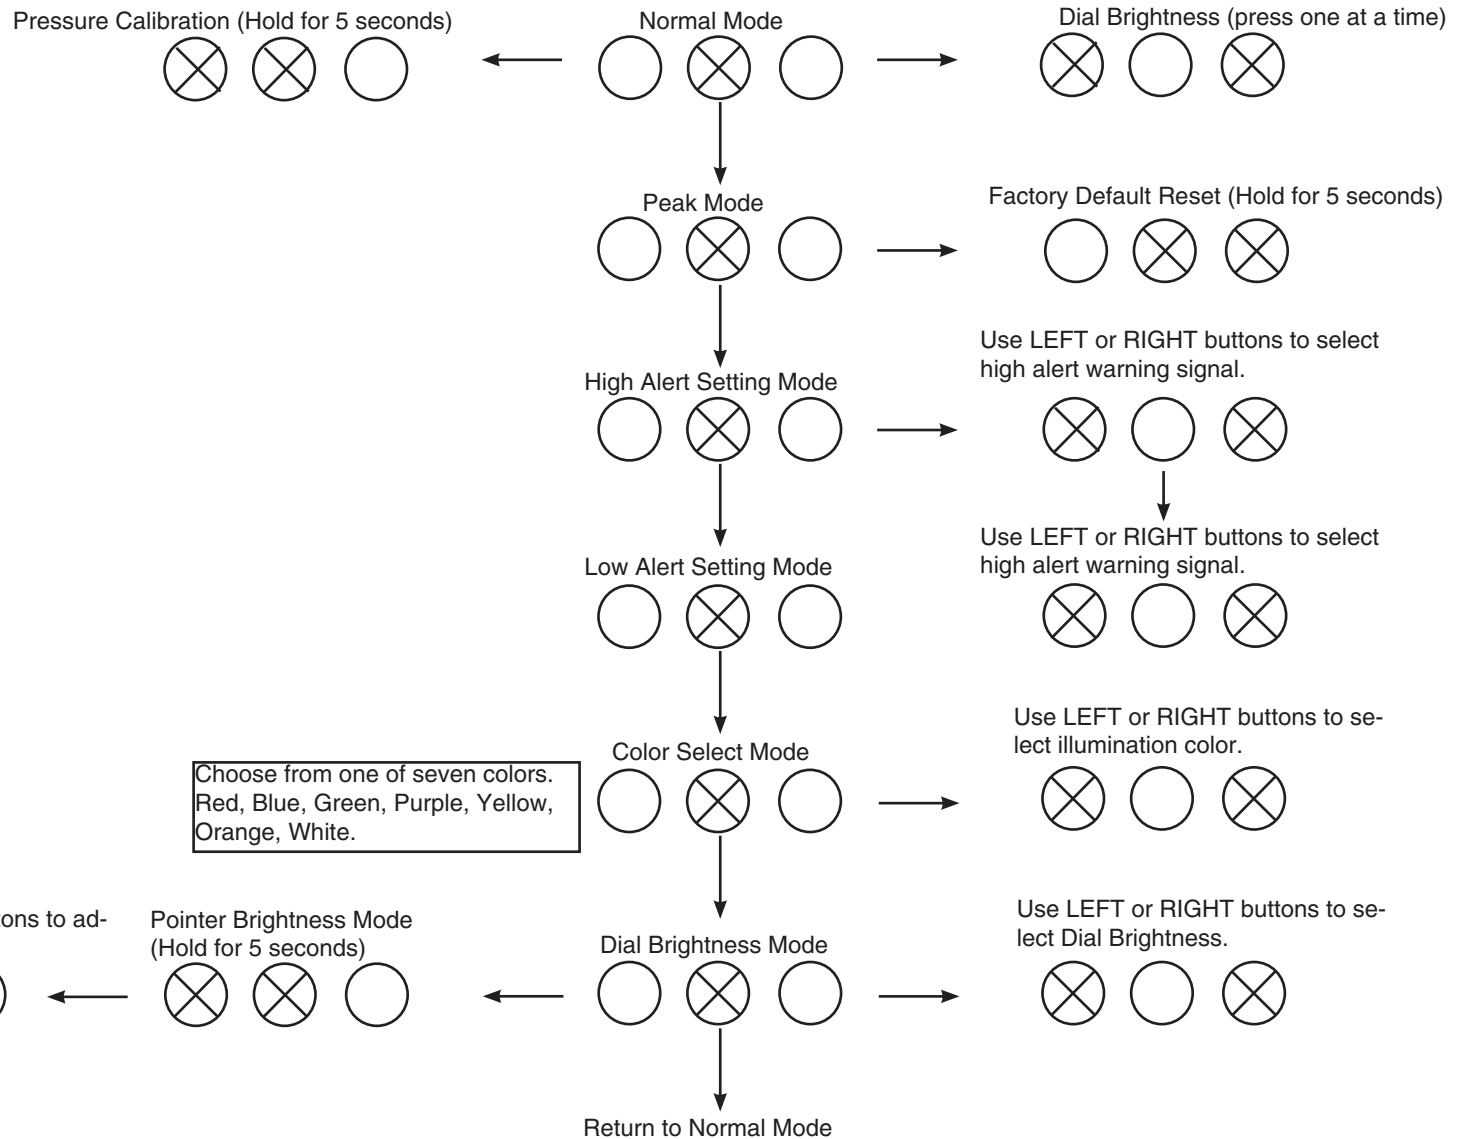 Pressure Calibration (Hold for 5 seconds)
Normal Mode
Dial Brightness (press one at a time)
Peak Mode
Factory Default Reset (Hold for 5 seconds)
Use LEFT or RIGHT buttons to select
high alert warning signal.
High Alert Setting Mode
Use LEFT or RIGHT buttons to select
high alert warning signal.
Low Alert Setting Mode
Use LEFT or RIGHT buttons to se-
lect illumination color.
Color Select Mode
Choose from one of seven colors.
Red, Blue, Green, Purple, Yellow,
Orange, White.
to ad-
Pointer Brightness Mode
(Hold for 5 seconds)
Dial Brightness Mode
Use LEFT or RIGHT buttons to se-
lect Dial Brightness.
Return to Normal Mode